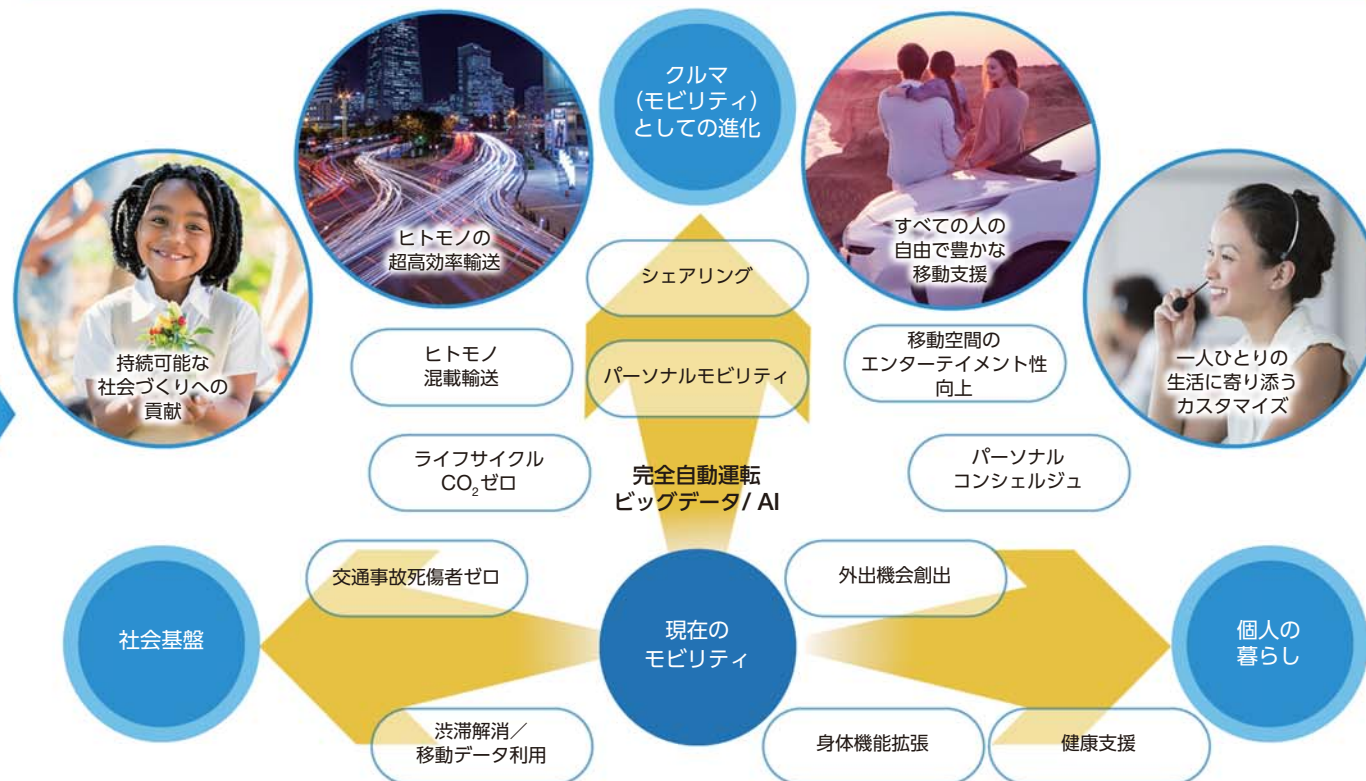 クルマ
（モビリティ）
としての進化
ヒトモノの
超高効率輸送
すべての人の
自由で豊かな
移動支援
持続可能な
社会づくりへの
貢献
一人ひとりの
生活に寄り添う
カスタマイズ
シェアリング
パーソナルモビリティ
ヒトモノ
混載輸送
移動空間の
エンターテイメント性
向上
ライフサイクル
CO₂ゼロ
完全自動運転
ビッグデータ/ AI
パーソナル
コンシェルジュ
交通事故死傷者ゼロ
外出機会創出
社会基盤
現在の
モビリティ
個人の
暮らし
渋滞解消／
移動データ利用
身体機能拡張
健康支援